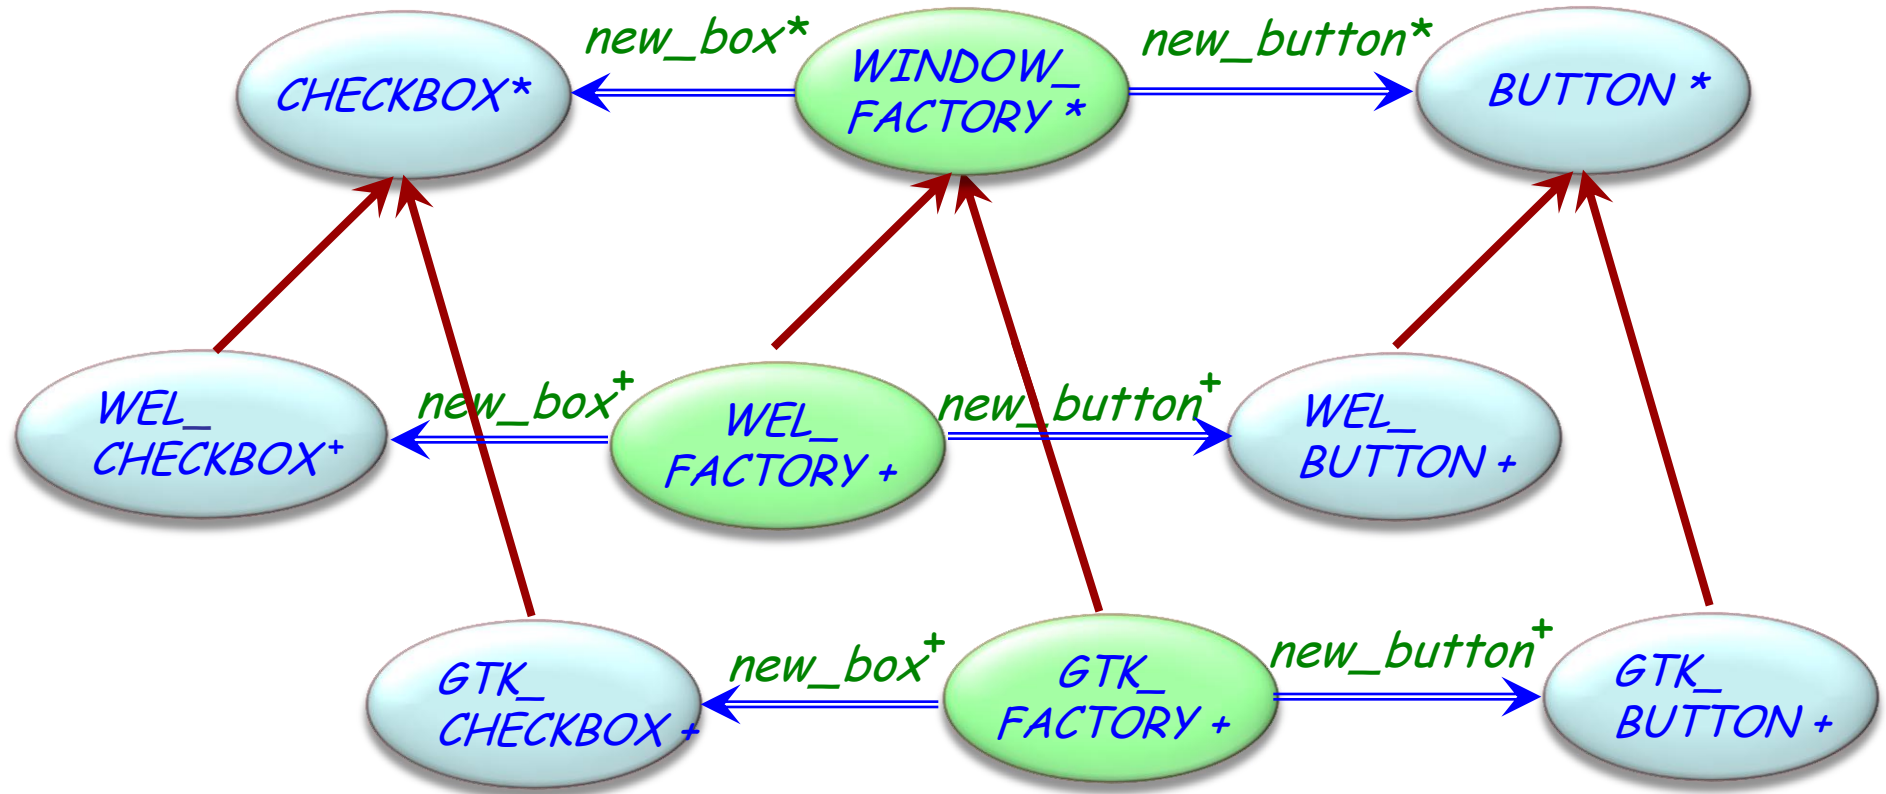 new_box*
new_button*
CHECKBOX*
WINDOW_
FACTORY *
BUTTON *
WEL_
CHECKBOX+
new_box+
WEL_
FACTORY +
new_button+
WEL_
BUTTON +
GTK_
CHECKBOX +
new_box+
GTK_
FACTORY +
new_button+
GTK_
BUTTON +